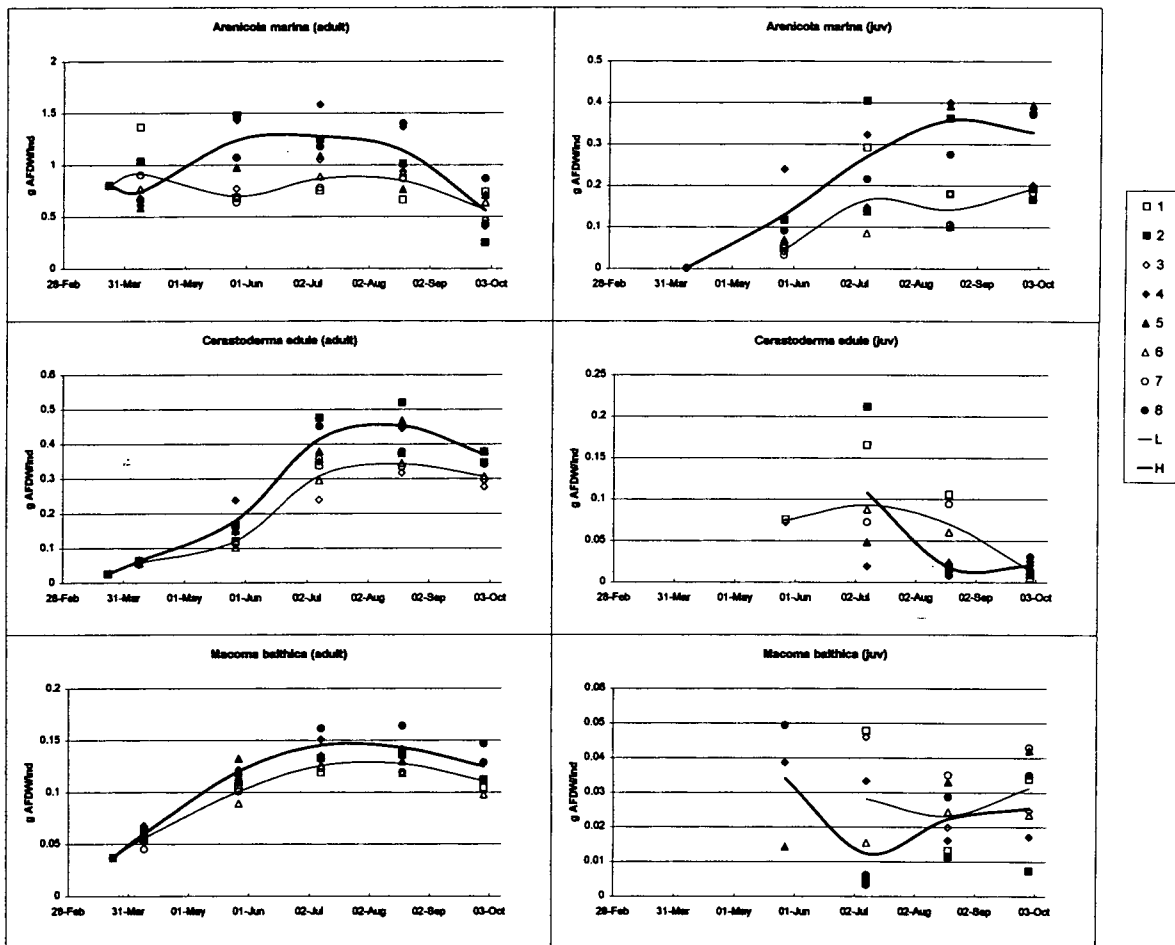 Arenicola marina (adult)
g AFDW/ind
2
1.5
1
0.5
0
28-Feb 31-Mar 01-May 01-Jun 02-Jul 02-Aug 02-Sep 03-Oct
Arenicola marina (juv)
g AFDW/ind
0.5
0.4
0.3
0.2
0.1
0
28-Feb 31-Mar 01-May 01-Jun 02-Jul 02-Aug 02-Sep 03-Oct
Cerastoderma edule (adult)
g AFDW/ind
0.6
0.5
0.4
0.3
0.2
0.1
0
28-Feb 31-Mar 01-May 01-Jun 02-Jul 02-Aug 02-Sep 03-Oct
Cerastoderma edule (juv)
g AFDW/ind
0.25
0.2
0.15
0.1
0.05
0
28-Feb 31-Mar 01-May 01-Jun 02-Jul 02-Aug 02-Sep 03-Oct
Macoma balthica (adult)
g AFDW/ind
0.2
0.15
0.1
0.05
0
28-Feb 31-Mar 01-May 01-Jun 02-Jul 02-Aug 02-Sep 03-Oct
Macoma balthica (juv)
g AFDW/ind
0.06
0.05
0.04
0.03
0.02
0.01
0
28-Feb 31-Mar 01-May 01-Jun 02-Jul 02-Aug 02-Sep 03-Oct
1
2
3
4
5
6
7
8
L
H